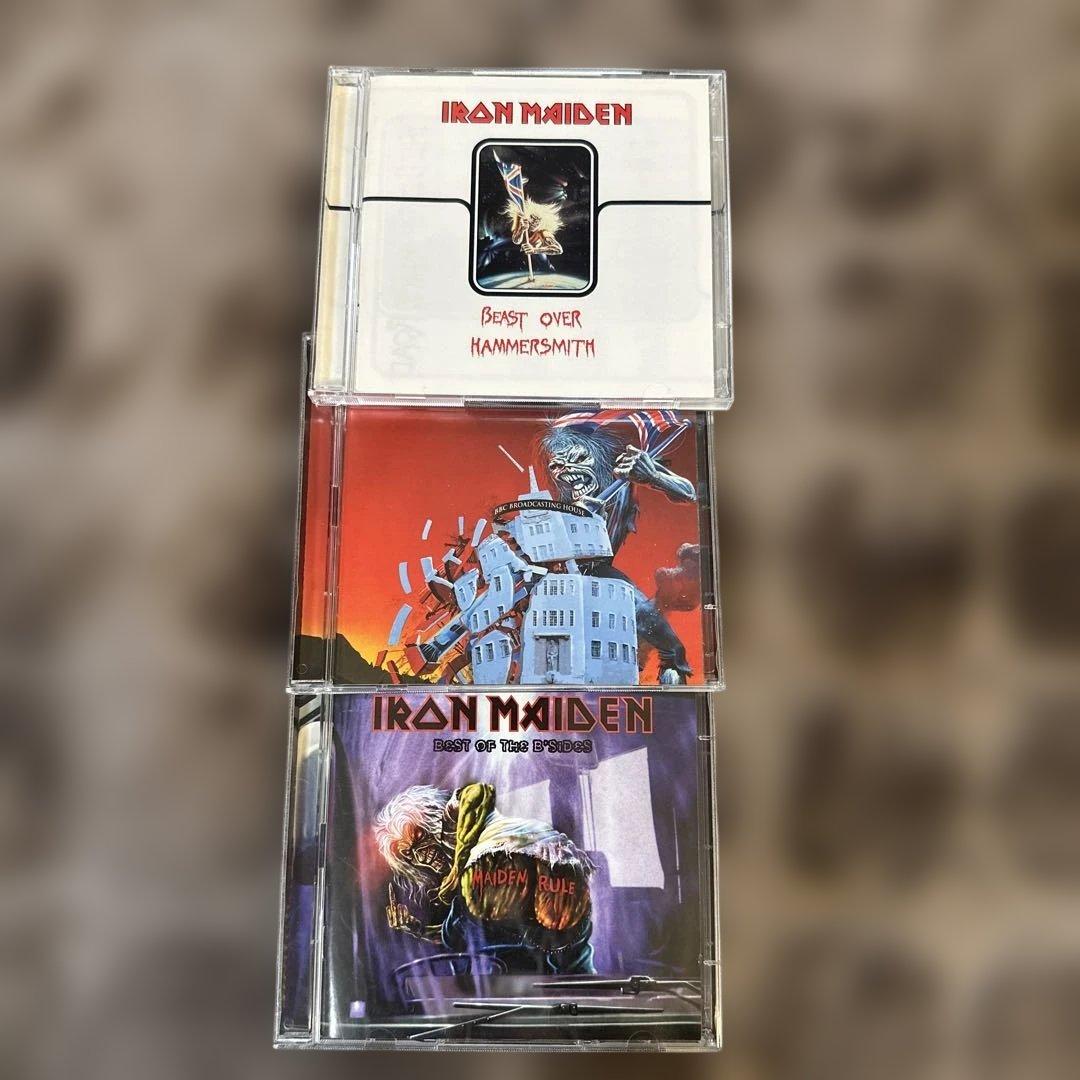 IRON MAIDEN
BEAST OVER
HAMMERSMITH
BBC BROADCASTING HOUSE
IRON MAIDEN
BEST OF THE B'SIDES
MAIDEN RULE